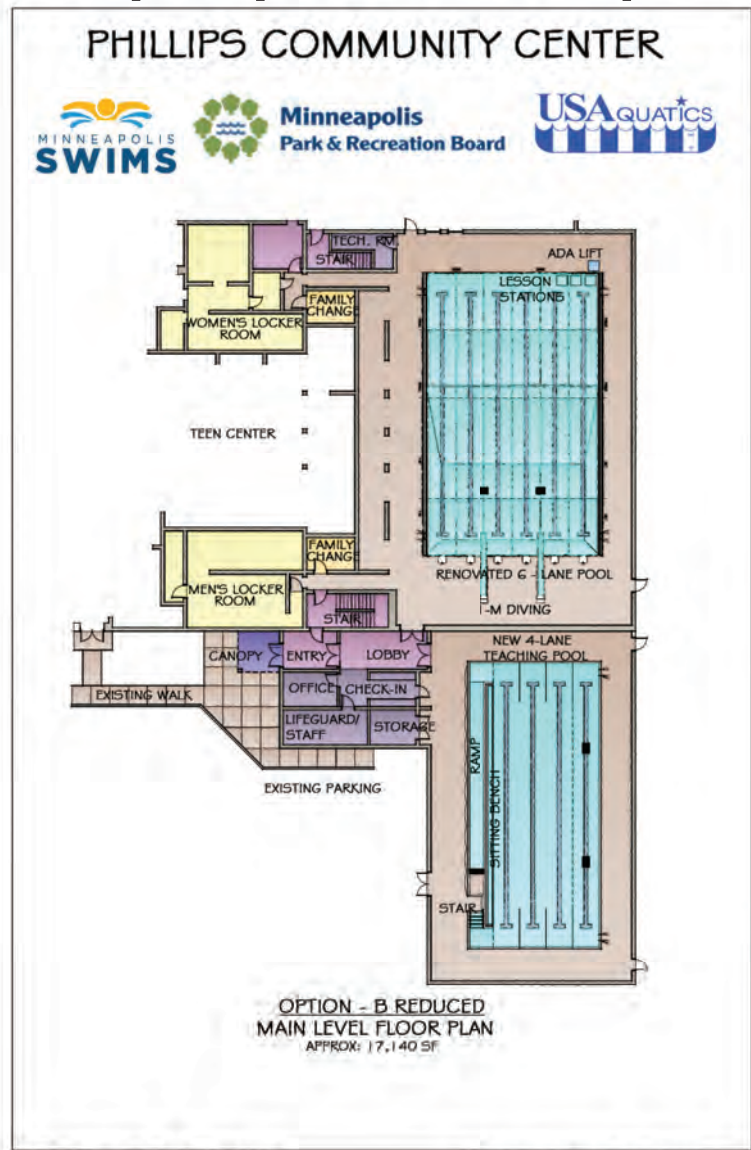 PHILLIPS COMMUNITY CENTER
MINNEAPOLIS
SWIMS
Minneapolis
Park & Recreation Board
USAQUATICS
TECH. RM.
STAIR
ADA LIFT
LESSON
STATIONS
FAMILY
CHANGE
WOMEN'S LOCKER
ROOM
TEEN CENTER
FAMILY
CHANGE
RENOVATED 6 - LANE POOL
MEN'S LOCKER
ROOM
-M DIVING
STAIR
NEW 4-LANE
TEACHING POOL
CANOPY
ENTRY
LOBBY
EXISTING WALK
OFFICE
CHECK-IN
LIFEGUARD/
STAFF
STORAGE
RAMP
SITTING BENCH
EXISTING PARKING
STAIR
OPTION - B REDUCED
MAIN LEVEL FLOOR PLAN
APPROX: 17,140 SF